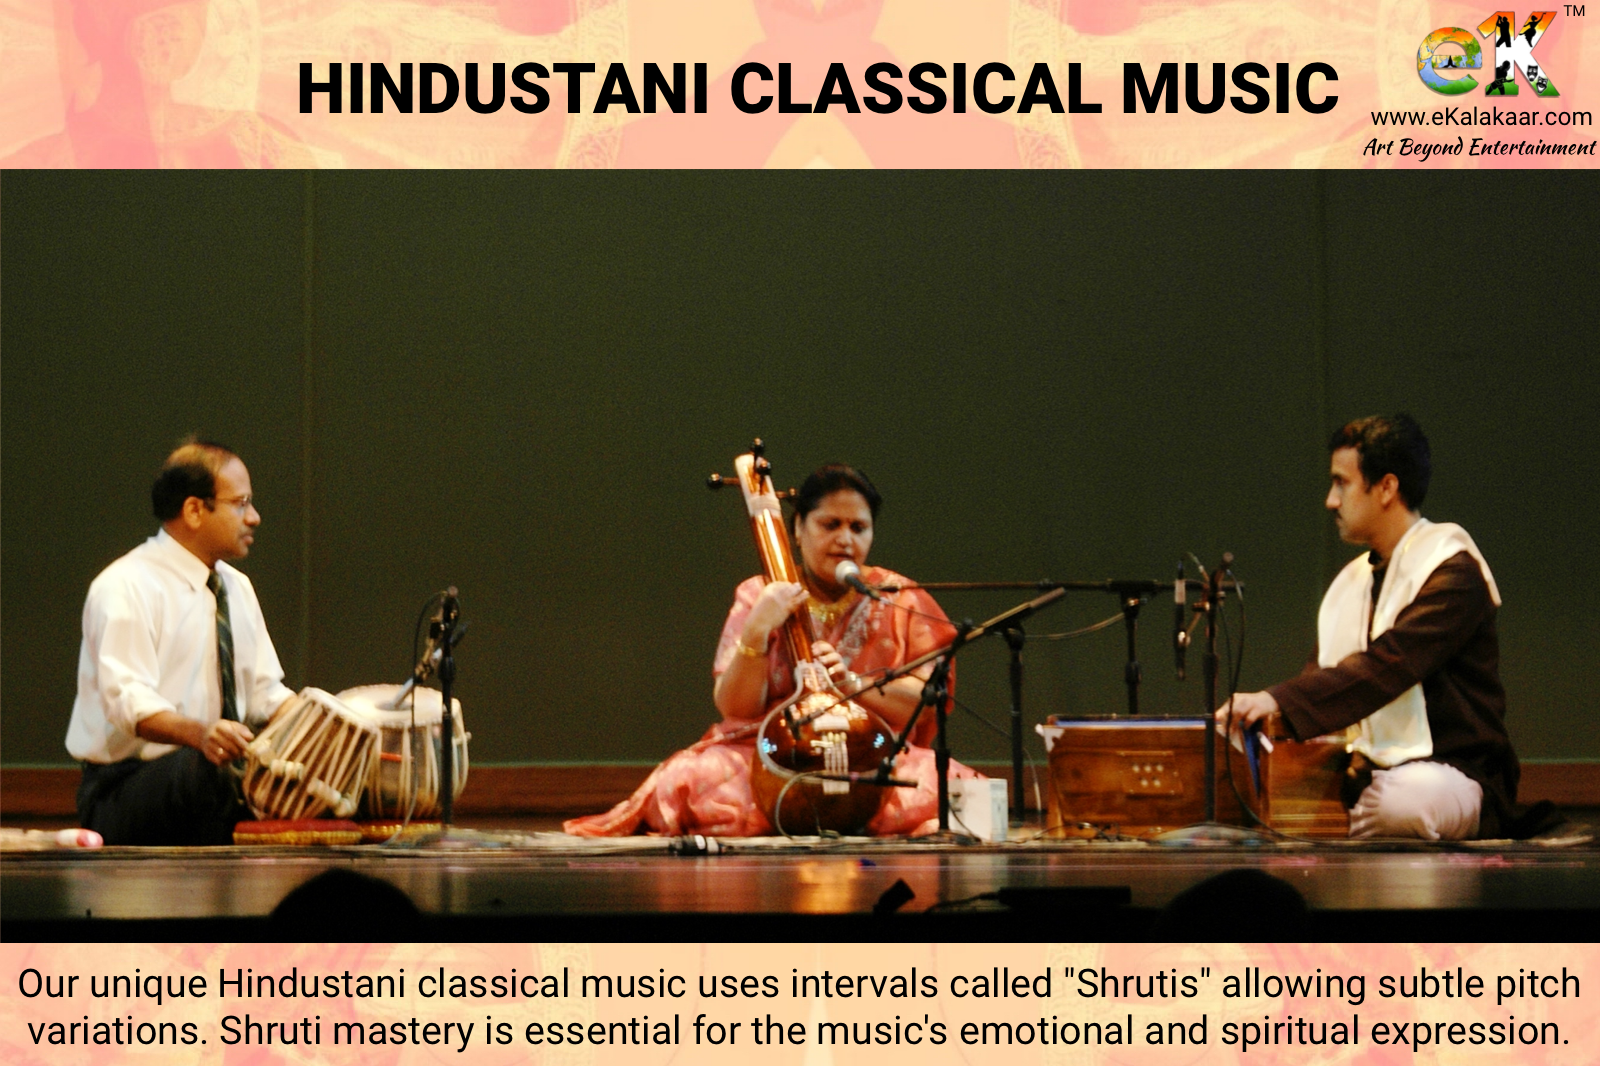 HINDUSTANI CLASSICAL MUSIC
eK
TM
www.eKalakaar.com
Art Beyond Entertainment
Our unique Hindustani classical music uses intervals called "Shrutis" allowing subtle pitch
variations. Shruti mastery is essential for the music's emotional and spiritual expression.